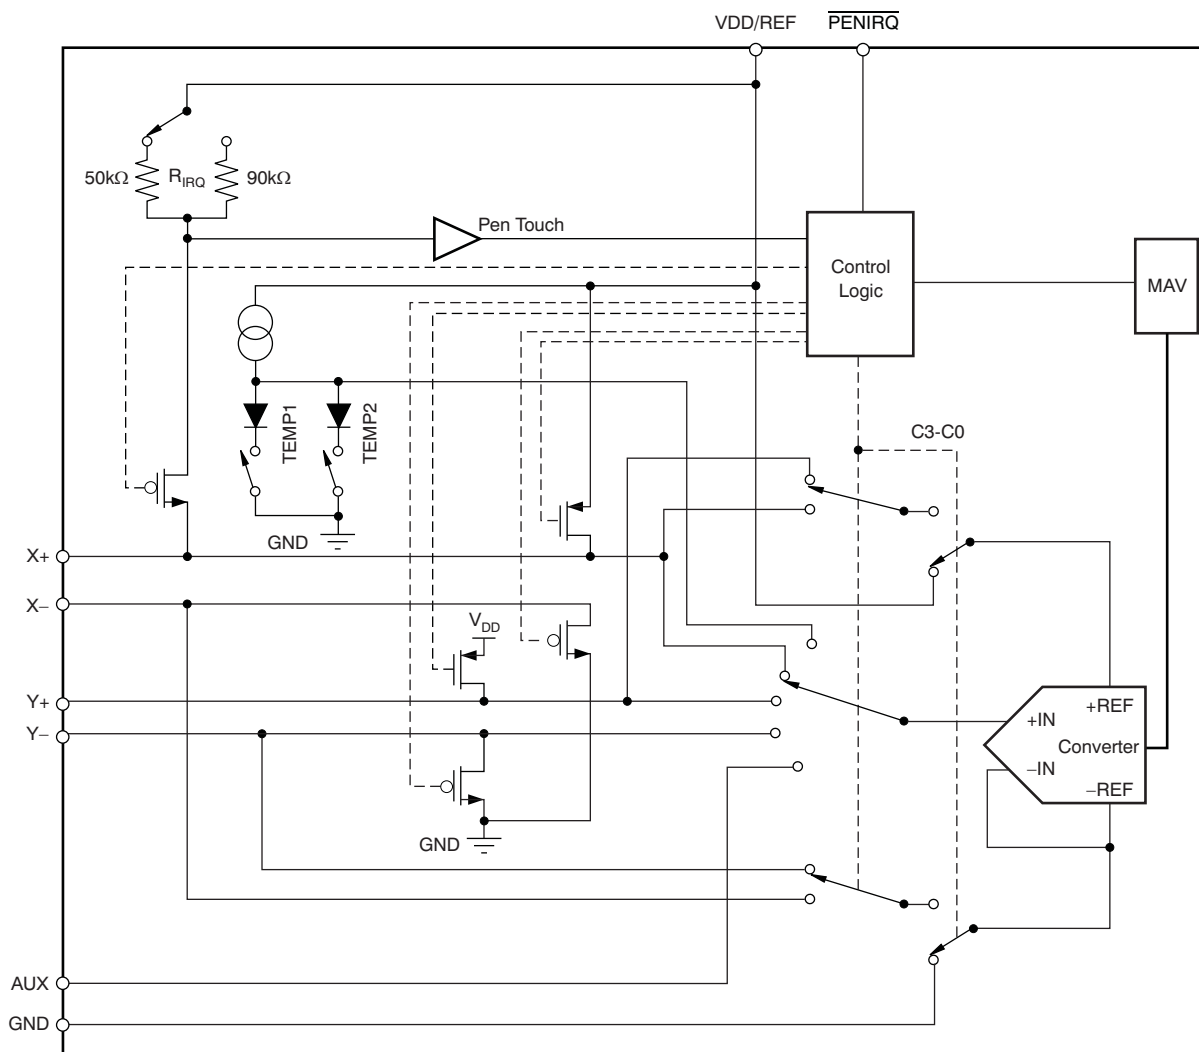 VDD/REF
PENIRQ
50kΩ
RIRQ
90kΩ
Pen Touch
Control
Logic
MAV
TEMP1
TEMP2
C3-C0
GND
X+
X–
VDD
Y+
Y–
+IN
+REF
Converter
–IN
–REF
GND
AUX
GND